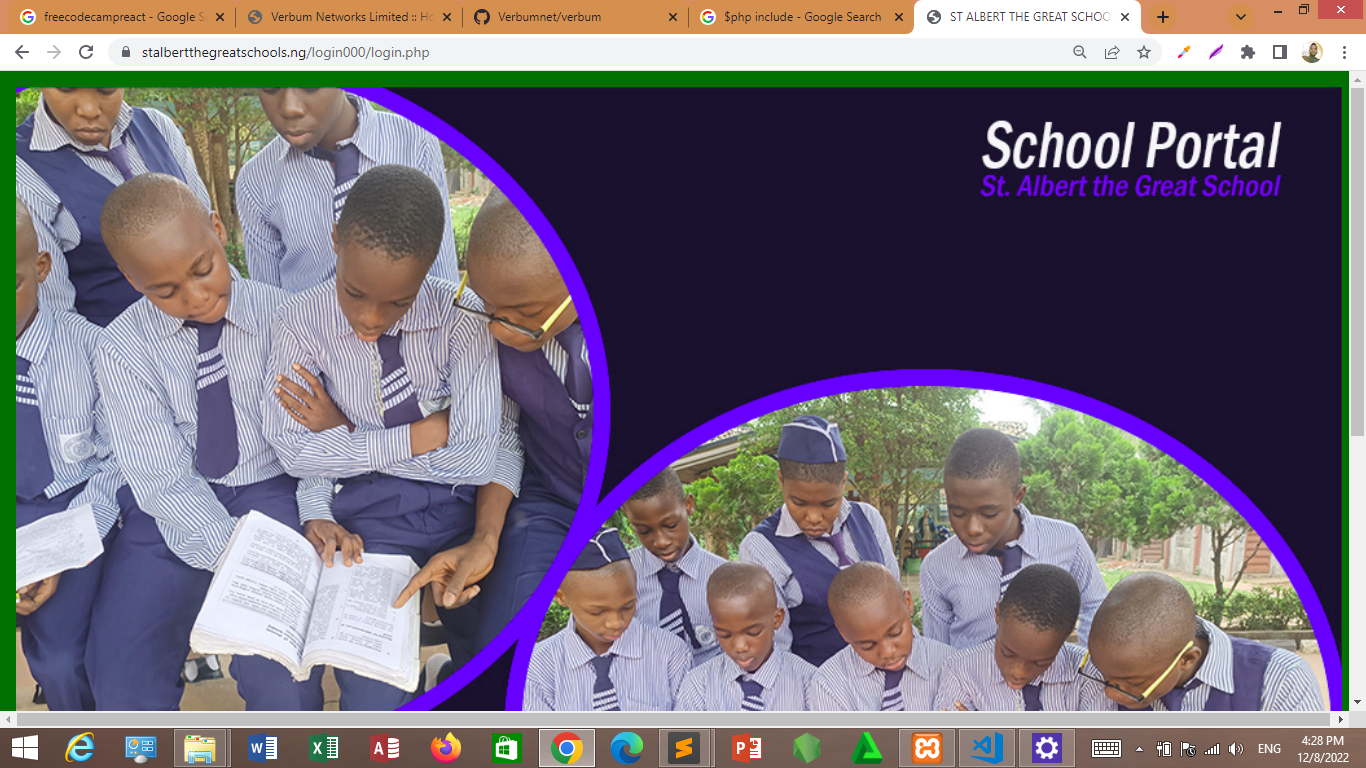 freecodecampreact - Google S
Verbum Networks Limited :: Ho
Verbumnet/verbum
$php include - Google Search
ST ALBERT THE GREAT SCHOO
stalbertthegreatschools.ng/login000/login.php
School Portal
St. Albert the Great School
ENG
4:28 PM
12/8/2022